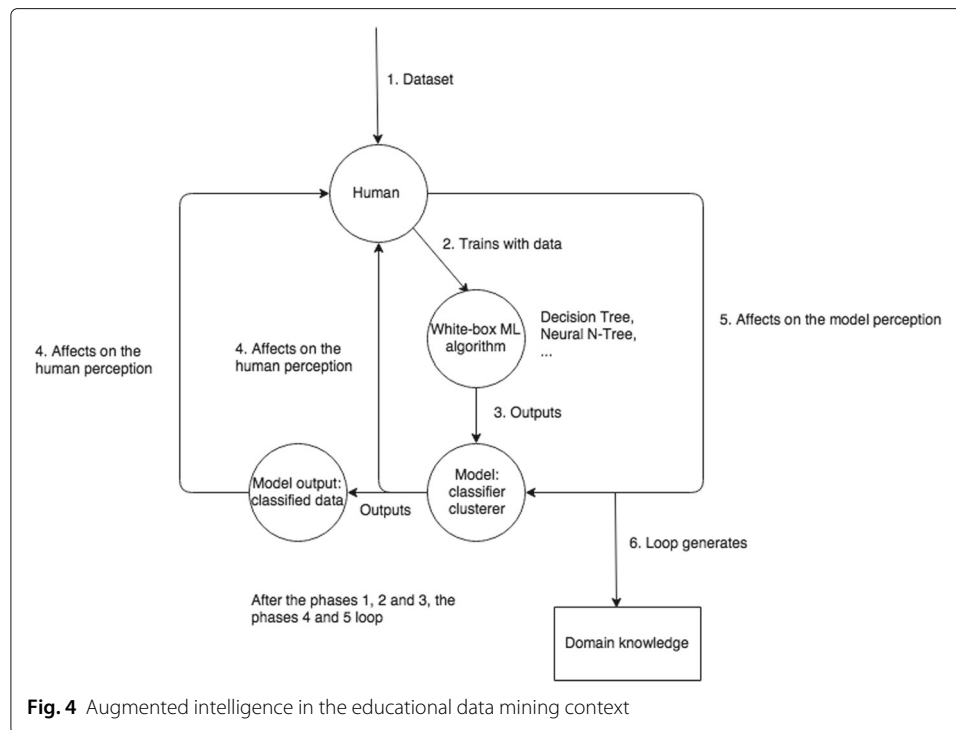 1. Dataset
Human
2. Trains with data
White-box ML
algorithm
Decision Tree,
Neural N-Tree,
...
5. Affects on the model perception
4. Affects on the
human perception
4. Affects on the
human perception
3. Outputs
Model output:
classified data
Outputs
Model:
classifier
clusterer
6. Loop generates
After the phases 1, 2 and 3, the
phases 4 and 5 loop
Domain knowledge
Fig. 4 Augmented intelligence in the educational data mining context